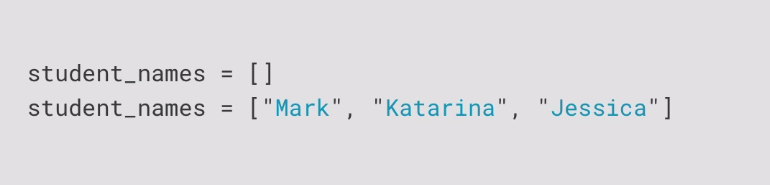 student_names = []
student_names = ["Mark", "Katarina", "Jessica"]